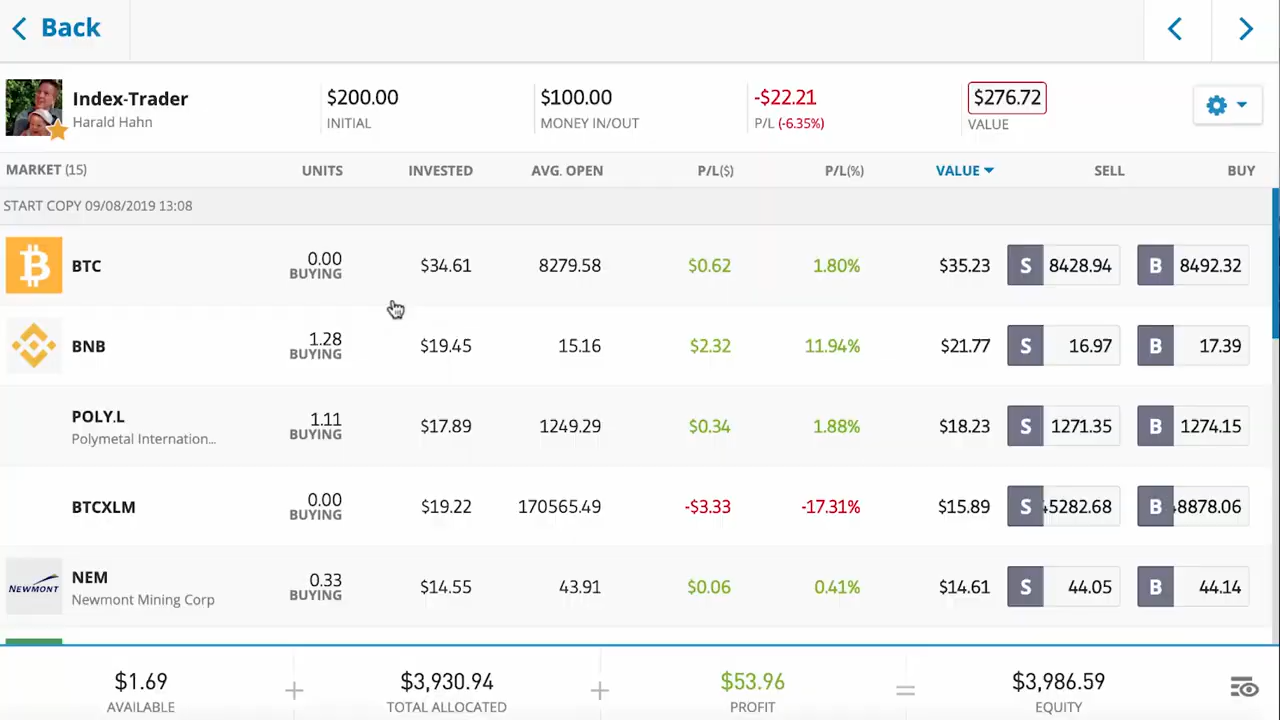 Back
Index-Trader
Harald Hahn
$200.00
INITIAL
$100.00
MONEY IN/OUT
-$22.21
P/L (-6.35%)
$276.72
VALUE
MARKET (15) UNITS INVESTED AVG. OPEN P/L($) P/L(%) VALUE SELL BUY
START COPY 09/08/2019 13:08
BTC 0.00 BUYING $34.61 8279.58 $0.62 1.80% $35.23 S 8428.94 B 8492.32
BNB 1.28 BUYING $19.45 15.16 $2.32 11.94% $21.77 S 16.97 B 17.39
POLY.L
Polymetal Internation...
1.11 BUYING $17.89 1249.29 $0.34 1.88% $18.23 S 1271.35 B 1274.15
BTCXLM 0.00 BUYING $19.22 170565.49 -$3.33 -17.31% $15.89 S 45282.68 B 8878.06
NEWMONT
NEM
Newmont Mining Corp
0.33 BUYING $14.55 43.91 $0.06 0.41% $14.61 S 44.05 B 44.14
$1.69 + $3,930.94 + $53.96 = $3,986.59
AVAILABLE TOTAL ALLOCATED PROFIT EQUITY